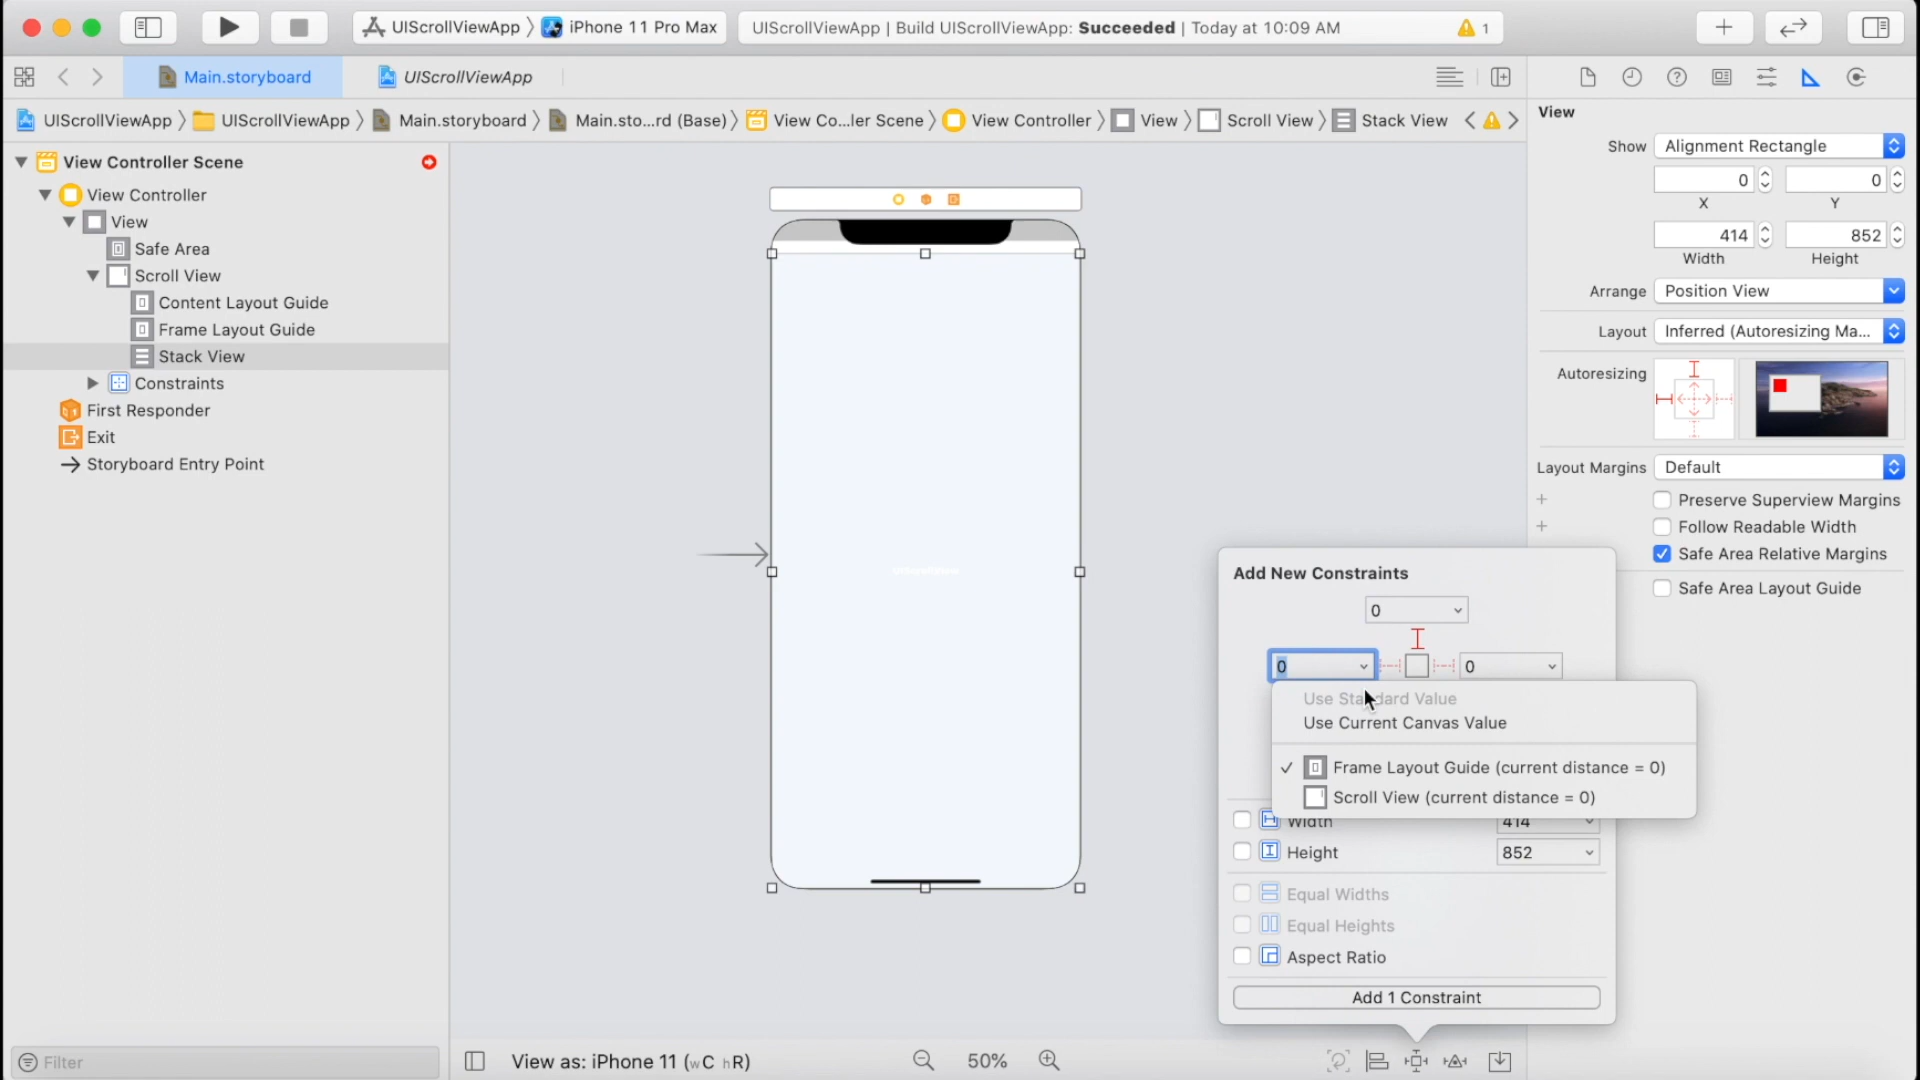 UIScrollViewApp
iPhone 11 Pro Max
UIScrollViewApp | Build UIScrollViewApp: Succeeded | Today at 10:09 AM
1
Main.storyboard
UIScrollViewApp
UIScrollViewApp
UIScrollViewApp
Main.storyboard
Main.sto...rd (Base)
View Co...ler Scene
View Controller
View
Scroll View
Stack View
View Controller Scene
View Controller
View
Safe Area
Scroll View
Content Layout Guide
Frame Layout Guide
Stack View
Constraints
First Responder
Exit
Storyboard Entry Point
Filter
UIScrollView
View as: iPhone 11 (wC hR)
50%
View
Show Alignment Rectangle
0 0
X Y
414 852
Width Height
Arrange Position View
Layout Inferred (Autoresizing Ma...
Autoresizing
Layout Margins Default
Preserve Superview Margins
Follow Readable Width
Safe Area Relative Margins
Safe Area Layout Guide
Add New Constraints
0
0 0
Use Standard Value
Use Current Canvas Value
Frame Layout Guide (current distance = 0)
Scroll View (current distance = 0)
Width 414
Height 852
Equal Widths
Equal Heights
Aspect Ratio
Add 1 Constraint